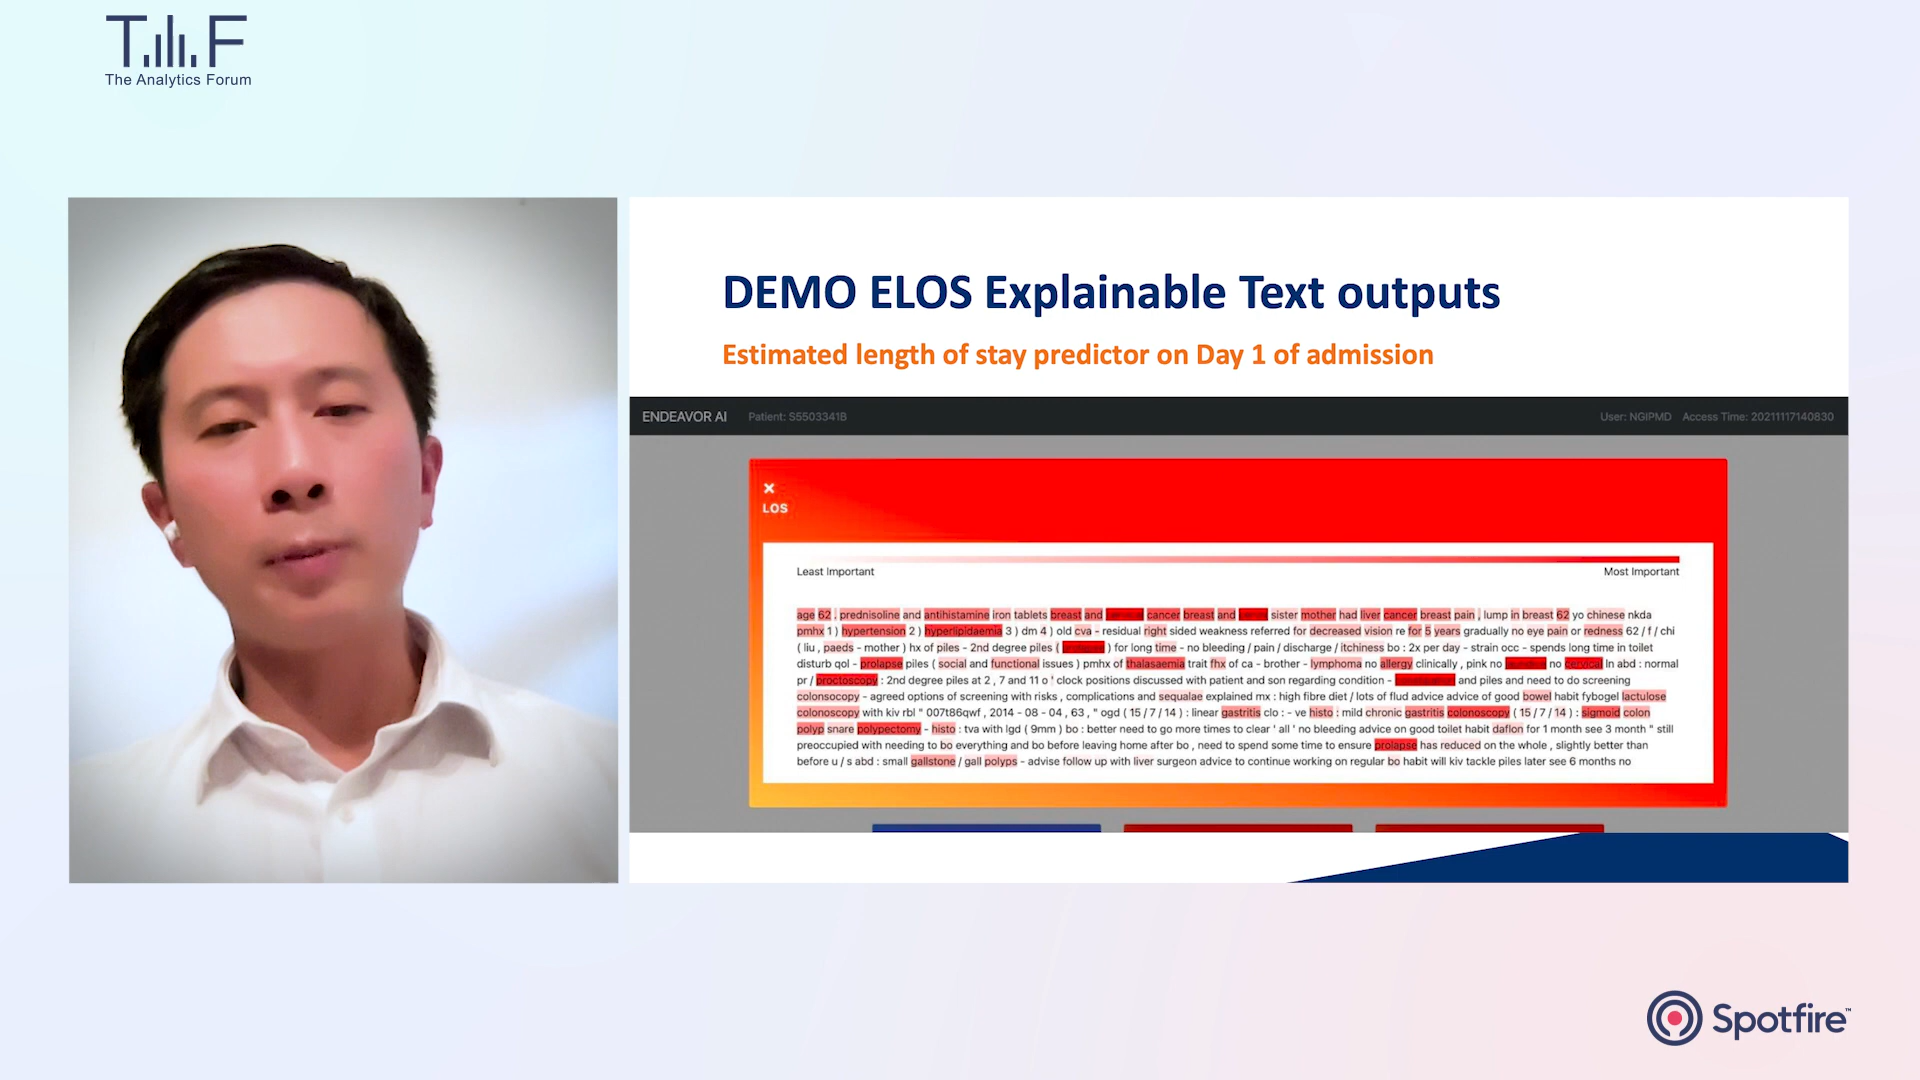 T F
The Analytics Forum
DEMO ELOS Explainable Text outputs
Estimated length of stay predictor on Day 1 of admission
ENDEAVOR AI Patient: S5503341B User: NGIPMD Access Time: 20211117140830
×
LOS
Least Important Most Important
age 62 , prednisoline and antihistamine iron tablets breast and cancer breast and sister mother had liver cancer breast pain , lump in breast 62 yo chinese nkda
pmhx 1 ) hypertension 2 ) hyperlipidaemia 3 ) dm 4 ) old cva - residual right sided weakness referred for decreased vision re for 5 years gradually no eye pain or redness 62 / f / chi
( liu , paeds - mother ) hx of piles - 2nd degree piles ( ) for long time - no bleeding / pain / discharge / itchiness bo : 2x per day - strain occ - spends long time in toilet
disturb qol - prolapse piles ( social and functional issues ) pmhx of thalasaemia trait fhx of ca - brother - lymphoma no allergy clinically , pink no no cervical ln abd : normal
pr / proctoscopy : 2nd degree piles at 2 , 7 and 11 o ' clock positions discussed with patient and son regarding condition - and piles and need to do screening
colonsocopy - agreed options of screening with risks , complications and sequalae explained mx : high fibre diet / lots of flud advice advice of good bowel habit fybogel lactulose
colonoscopy with kiv rbl " 007t86qwf , 2014 - 08 - 04 , 63 , " ogd ( 15 / 7 / 14 ) : linear gastritis clo : - ve histo : mild chronic gastritis colonoscopy ( 15 / 7 / 14 ) : sigmoid colon
polyp snare polypectomy - histo : tva with lgd ( 9mm ) bo : better need to go more times to clear ' all ' no bleeding advice on good toilet habit daflon for 1 month see 3 month " still
preoccupied with needing to bo everything and bo before leaving home after bo , need to spend some time to ensure prolapse has reduced on the whole , slightly better than
before u / s abd : small gallstone / gall polyps - advise follow up with liver surgeon advice to continue working on regular bo habit will kiv tackle piles later see 6 months no
Spotfire™